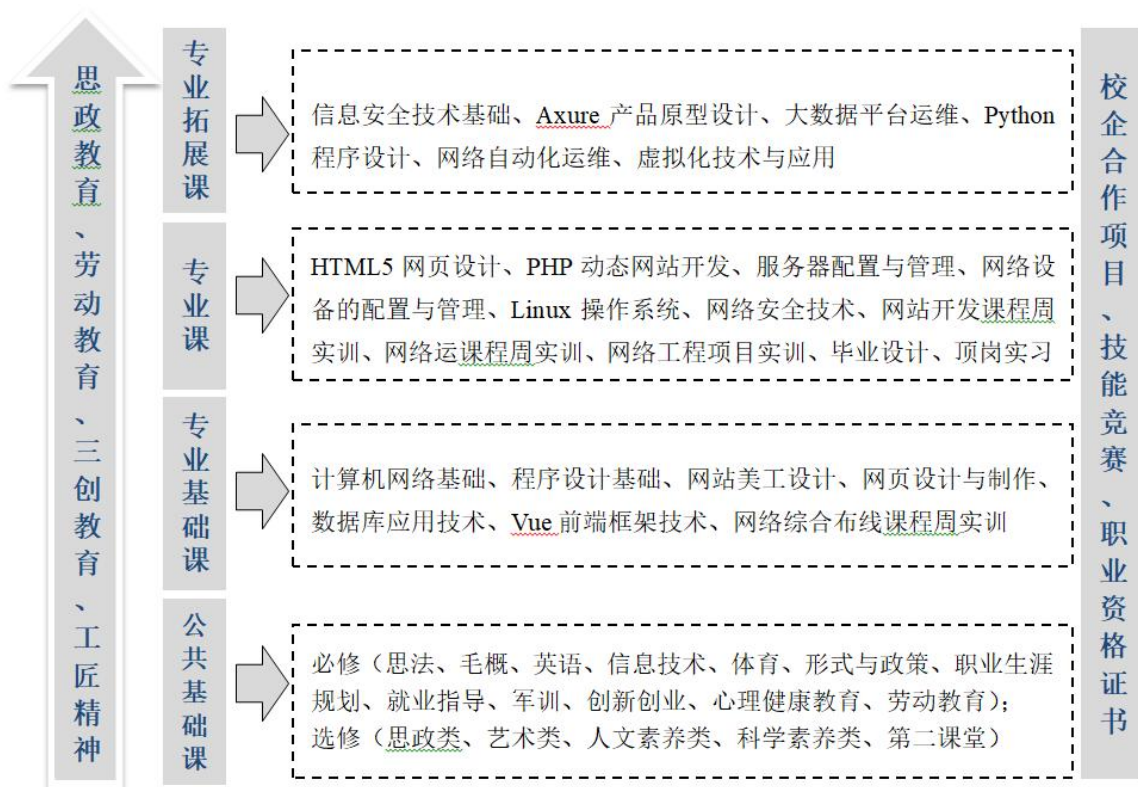 思政教育、劳动教育、三创教育、工匠精神
专业拓展课
信息安全技术基础、Axure 产品原型设计、大数据平台运维、Python
程序设计、网络自动化运维、虚拟化技术与应用
专业课
HTML5 网页设计、PHP 动态网站开发、服务器配置与管理、网络设
备的配置与管理、Linux 操作系统、网络安全技术、网站开发课程周
实训、网络运课程周实训、网络工程项目实训、毕业设计、顶岗实习
专业基础课
计算机网络基础、程序设计基础、网站美工设计、网页设计与制作、
数据库应用技术、Vue 前端框架技术、网络综合布线课程周实训
公共基础课
必修（思法、毛概、英语、信息技术、体育、形式与政策、职业生涯
规划、就业指导、军训、创新创业、心理健康教育、劳动教育）；
选修（思政类、艺术类、人文素养类、科学素养类、第二课堂）
校企合作项目、技能竞赛、职业资格证书